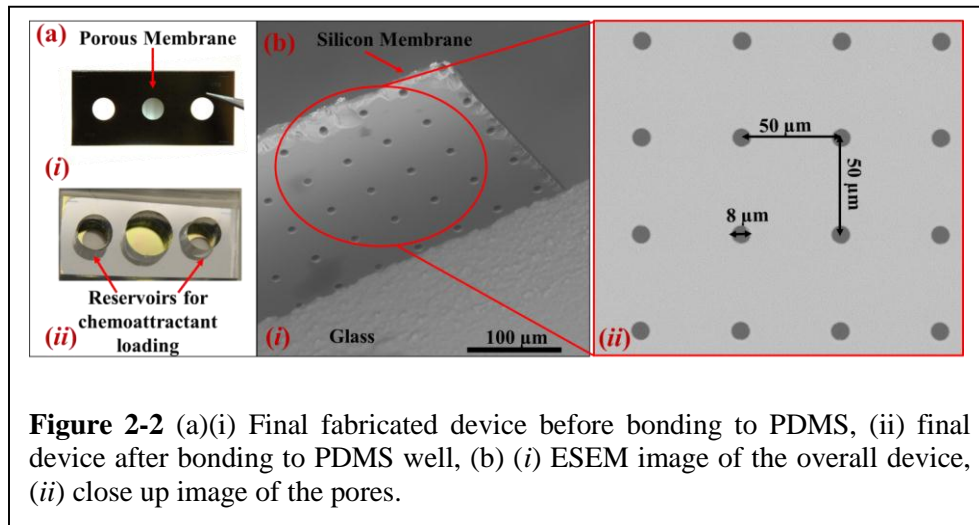 (a)
Porous Membrane
(i)
Reservoirs for
chemoattractant
loading
(ii)
(b)
Silicon Membrane
Glass
100 µm
(i)
50 µm
50 µm
8 µm
(ii)
Figure 2-2 (a)(i) Final fabricated device before bonding to PDMS, (ii) final
device after bonding to PDMS well, (b) (i) ESEM image of the overall device,
(ii) close up image of the pores.